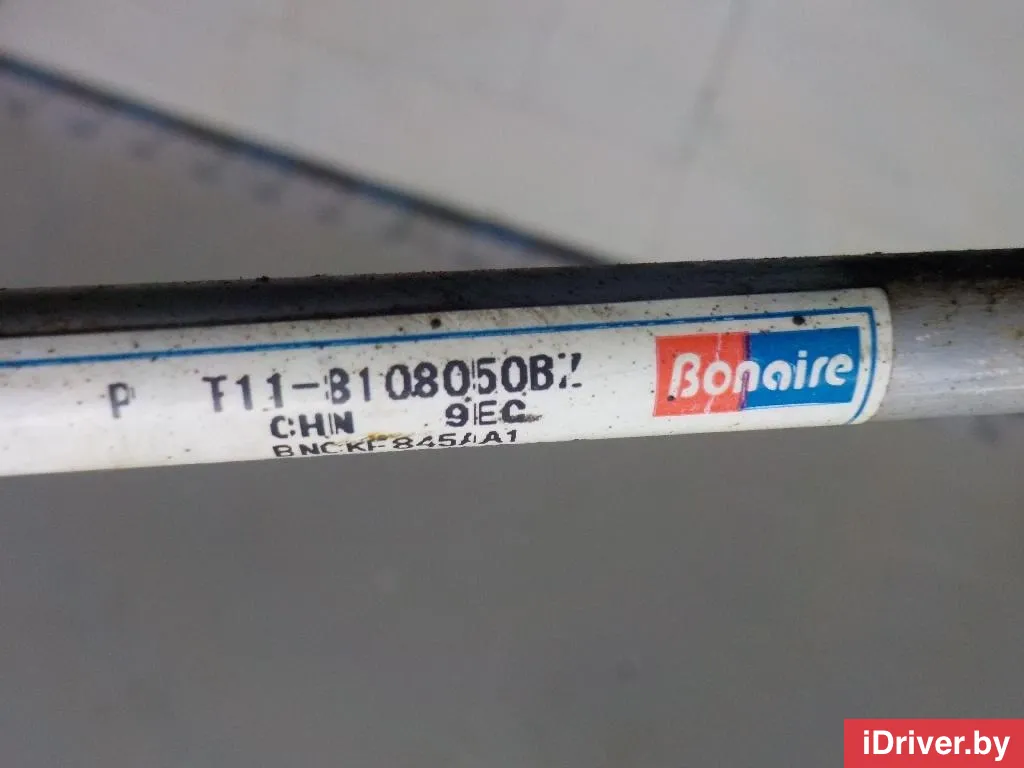 P T11-8108050BZ
Bonaire
CHN 9EC
BNCKF845AA1
iDriver.by